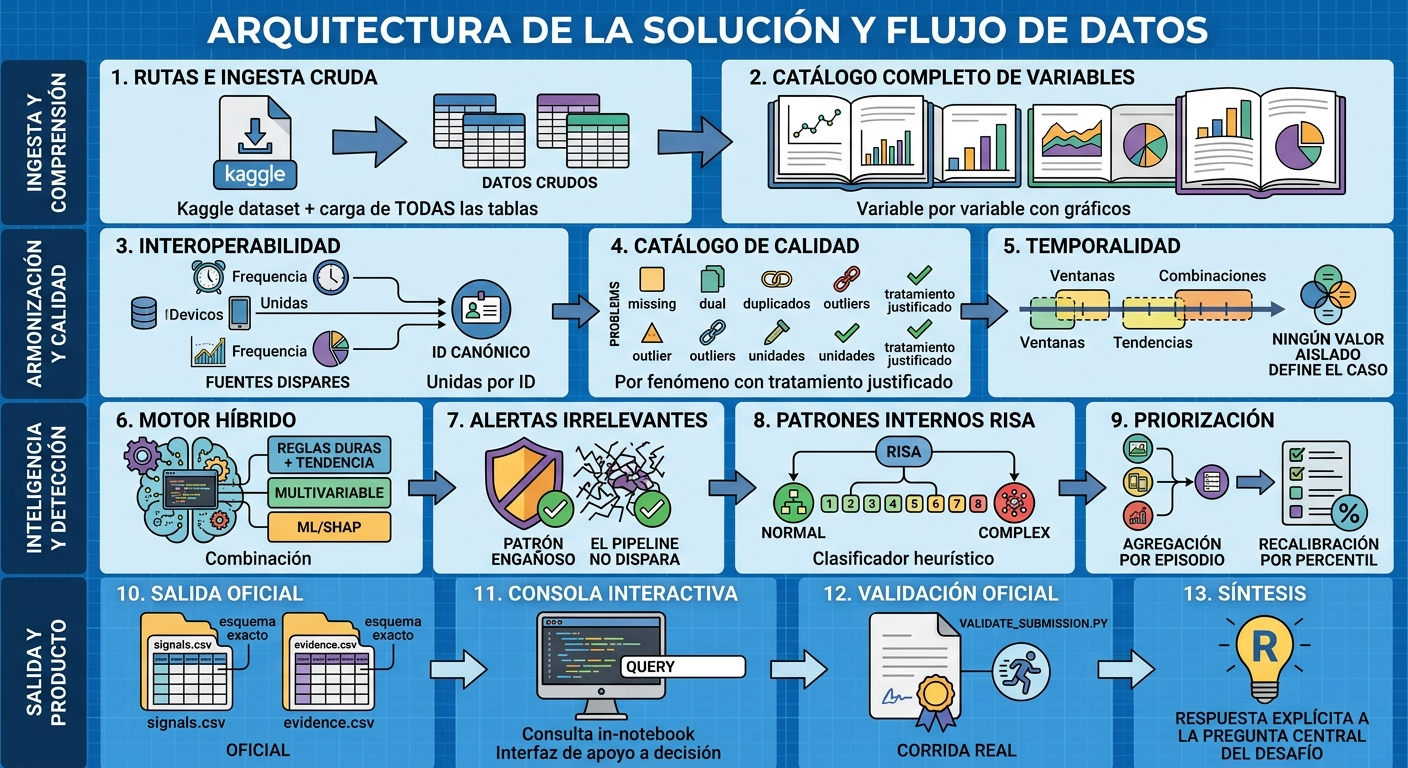 ARQUITECTURA DE LA SOLUCIÓN Y FLUJO DE DATOS
INGESTA Y
COMPRENSIÓN
1. RUTAS E INGESTA CRUDA
kaggle
DATOS CRUDOS
Kaggle dataset + carga de TODAS las tablas
2. CATÁLOGO COMPLETO DE VARIABLES
Variable por variable con gráficos
ARMONIZACIÓN
Y CALIDAD
3. INTEROPERABILIDAD
Frequencia
Unidas
!Devicos
Frequencia
FUENTES DISPARES
ID CANÓNICO
Unidas por ID
4. CATÁLOGO DE CALIDAD
PROBLEMS
missing
dual
duplicados
outliers
tratamiento
justificado
outlier
outliers
unidades
unidades
tratamiento
justificado
Por fenómeno con tratamiento justificado
5. TEMPORALIDAD
Ventanas
Combinaciones
Ventanas
Tendencias
NINGÚN VALOR
AISLADO
DEFINE EL CASO
INTELIGENCIA
Y DETECCIÓN
6. MOTOR HÍBRIDO
REGLAS DURAS
+ TENDENCIA
MULTIVARIABLE
ML/SHAP
Combinación
7. ALERTAS IRRELEVANTES
PATRÓN
ENGAÑOSO
EL PIPELINE
NO DISPARA
8. PATRONES INTERNOS RISA
RISA
1 2 3 4 5 6 7 8
NORMAL
COMPLEX
Clasificador heurístico
9. PRIORIZACIÓN
%
AGREGACIÓN
POR EPISODIO
RECALIBRACIÓN
POR PERCENTIL
SALIDA Y
PRODUCTO
10. SALIDA OFICIAL
esquema
exacto
signals.csv
signals.csv
esquema
exacto
evidence.csv
evidence.csv
OFICIAL
11. CONSOLA INTERACTIVA
QUERY
Consulta in-notebook
Interfaz de apoyo a decisión
12. VALIDACIÓN OFICIAL
VALIDATE_SUBMISSION.PY
CORRIDA REAL
13. SÍNTESIS
R
RESPUESTA EXPLÍCITA A
LA PREGUNTA CENTRAL
DEL DESAFÍO